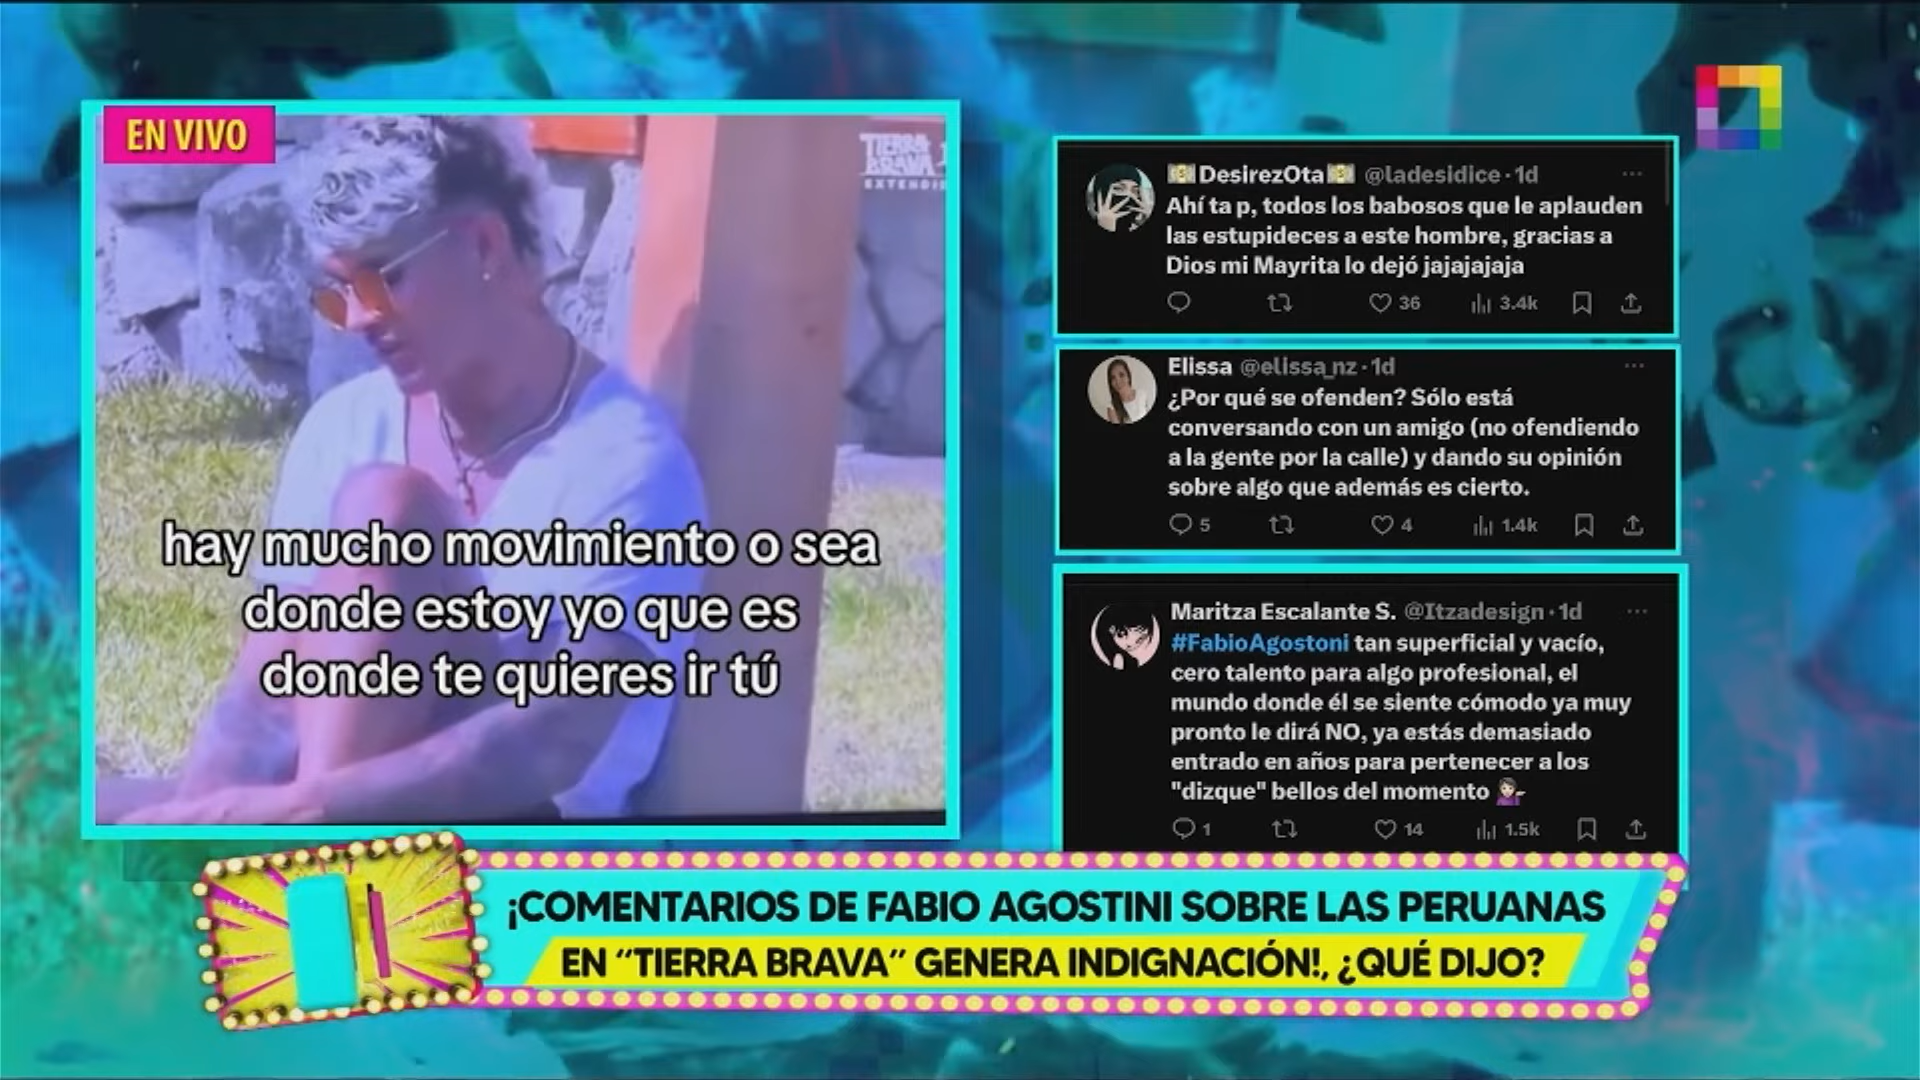 EN VIVO
TIERRA
BRAVA
hay mucho movimiento o sea
donde estoy yo que es
donde te quieres ir tú
DesirezOta @ladesidice · 1d
Ahí ta p, todos los babosos que le aplauden
las estupideces a este hombre, gracias a
Dios mi Mayrita lo dejó jajajajaja
36 3.4k
Elissa @elissa_nz · 1d
¿Por qué se ofenden? Sólo está
conversando con un amigo (no ofendiendo
a la gente por la calle) y dando su opinión
sobre algo que además es cierto.
5 4 1.4k
Maritza Escalante S. @Itzadesign · 1d
#FabioAgostoni tan superficial y vacío,
cero talento para algo profesional, el
mundo donde él se siente cómodo ya muy
pronto le dirá NO, ya estás demasiado
entrado en años para pertenecer a los
"dizque" bellos del momento
1 14 1.5k
¡COMENTARIOS DE FABIO AGOSTINI SOBRE LAS PERUANAS
EN “TIERRA BRAVA” GENERA INDIGNACIÓN!, ¿QUÉ DIJO?